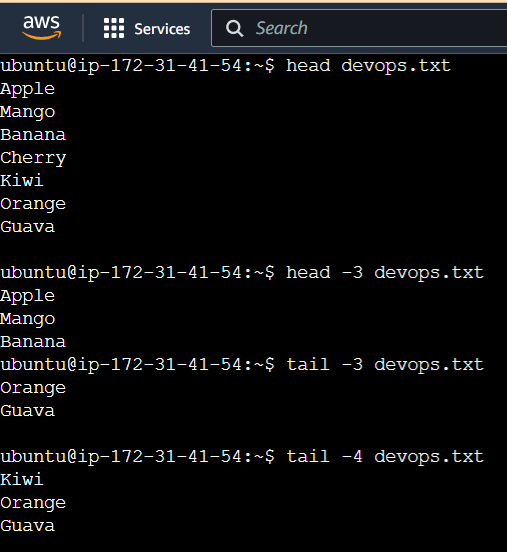 aws
Services
Search
ubuntu@ip-172-31-41-54:~$ head devops.txt
Apple
Mango
Banana
Cherry
Kiwi
Orange
Guava

ubuntu@ip-172-31-41-54:~$ head -3 devops.txt
Apple
Mango
Banana
ubuntu@ip-172-31-41-54:~$ tail -3 devops.txt
Orange
Guava

ubuntu@ip-172-31-41-54:~$ tail -4 devops.txt
Kiwi
Orange
Guava